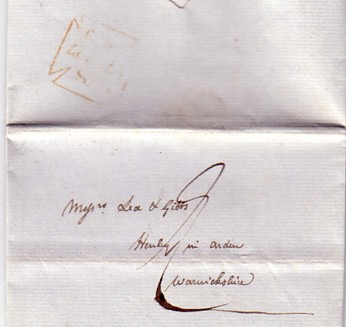 Messrs. Lea & Gibbs
Henley in arden
Warwickshire